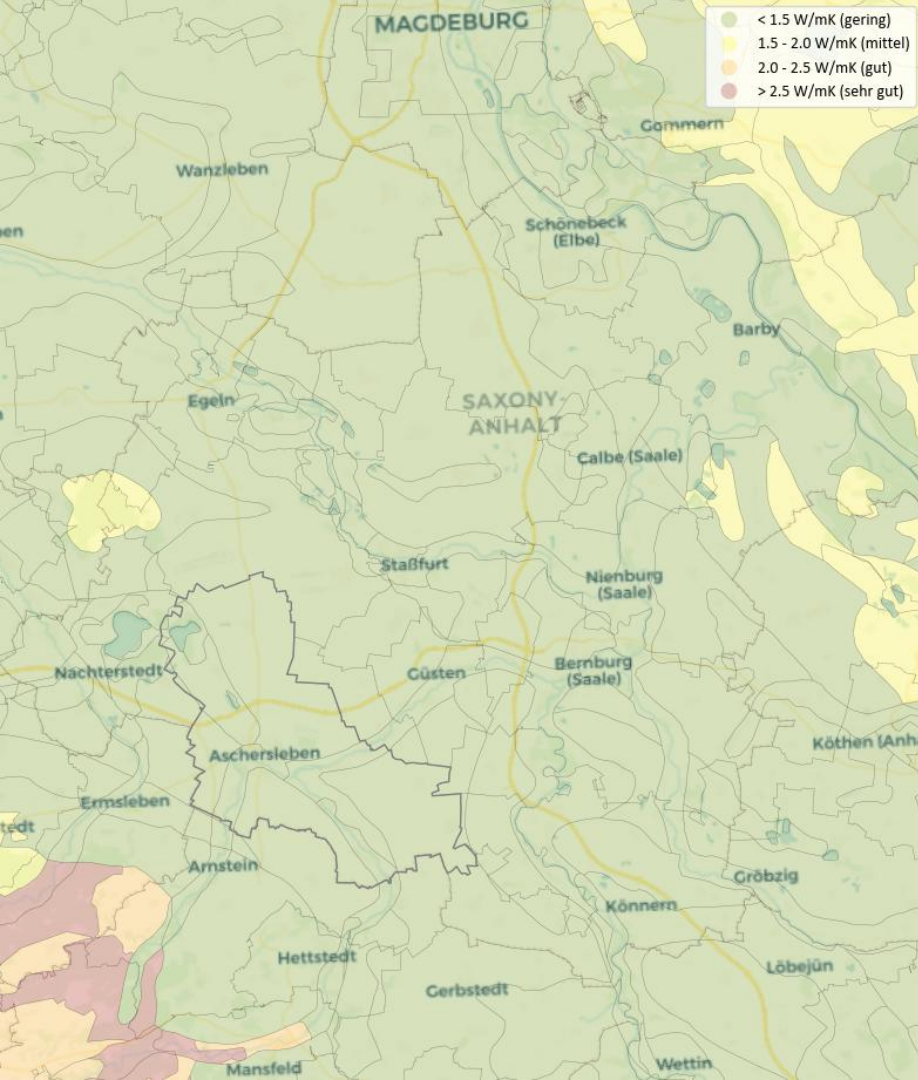 MAGDEBURG
< 1.5 W/mK (gering)
1.5 - 2.0 W/mK (mittel)
2.0 - 2.5 W/mK (gut)
> 2.5 W/mK (sehr gut)
Gommern
Wanzleben
Schönebeck
(Elbe)
Barby
Egeln
SAXONY-
ANHALT
Calbe (Saale)
Staßfurt
Nienburg
(Saale)
Nachterstedt
Güsten
Bernburg
(Saale)
Köthen (Anh
Aschersleben
Ermsleben
tedt
Arnstein
Gröbzig
Könnern
Hettstedt
Löbejün
Gerbstedt
Wettin
Mansfeld